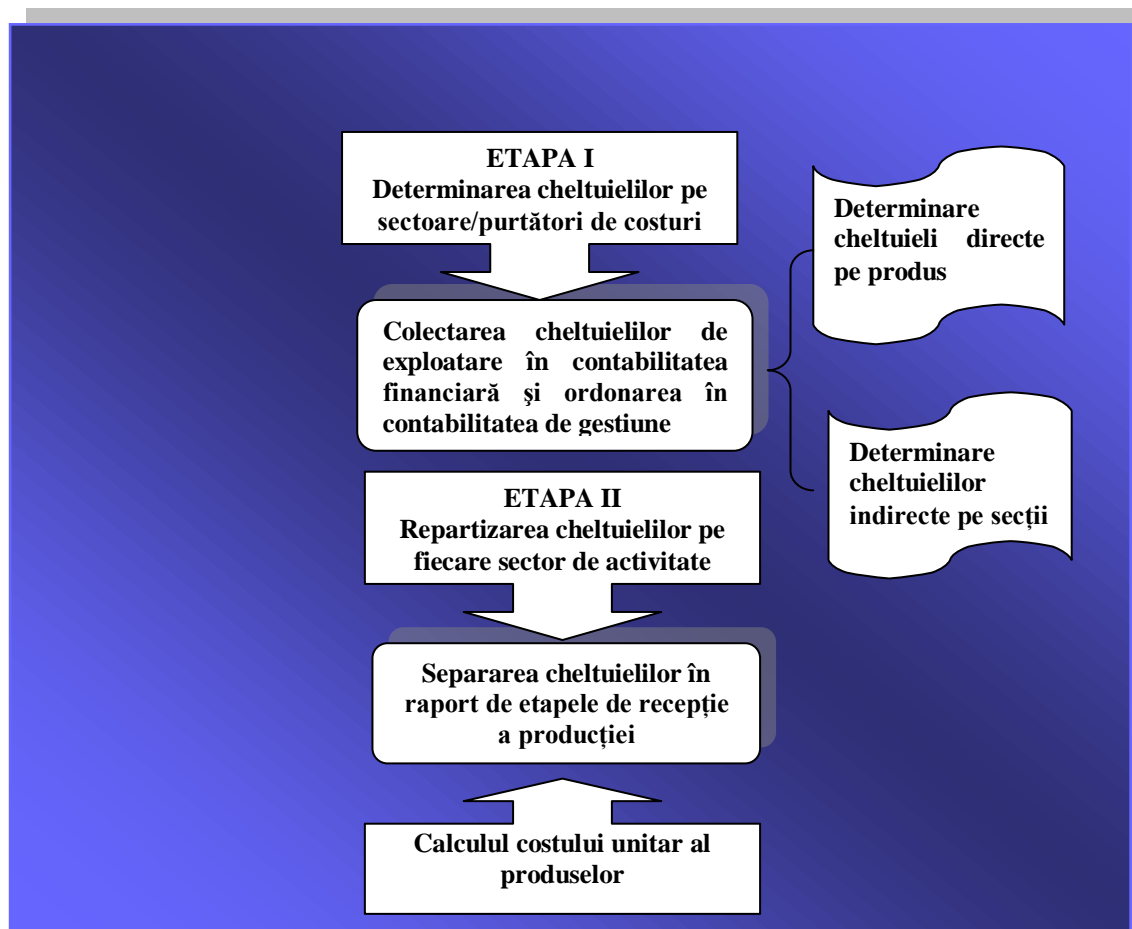 ETAPA I
Determinarea cheltuielilor pe
sectoare/purtători de costuri
Colectarea cheltuielilor de
exploatare în contabilitatea
financiară şi ordonarea în
contabilitatea de gestiune
Determinare
cheltuieli directe
pe produs
Determinare
cheltuielilor
indirecte pe secții
ETAPA II
Repartizarea cheltuielilor pe
fiecare sector de activitate
Separarea cheltuielilor în
raport de etapele de recepție
a producției
Calculul costului unitar al
produselor